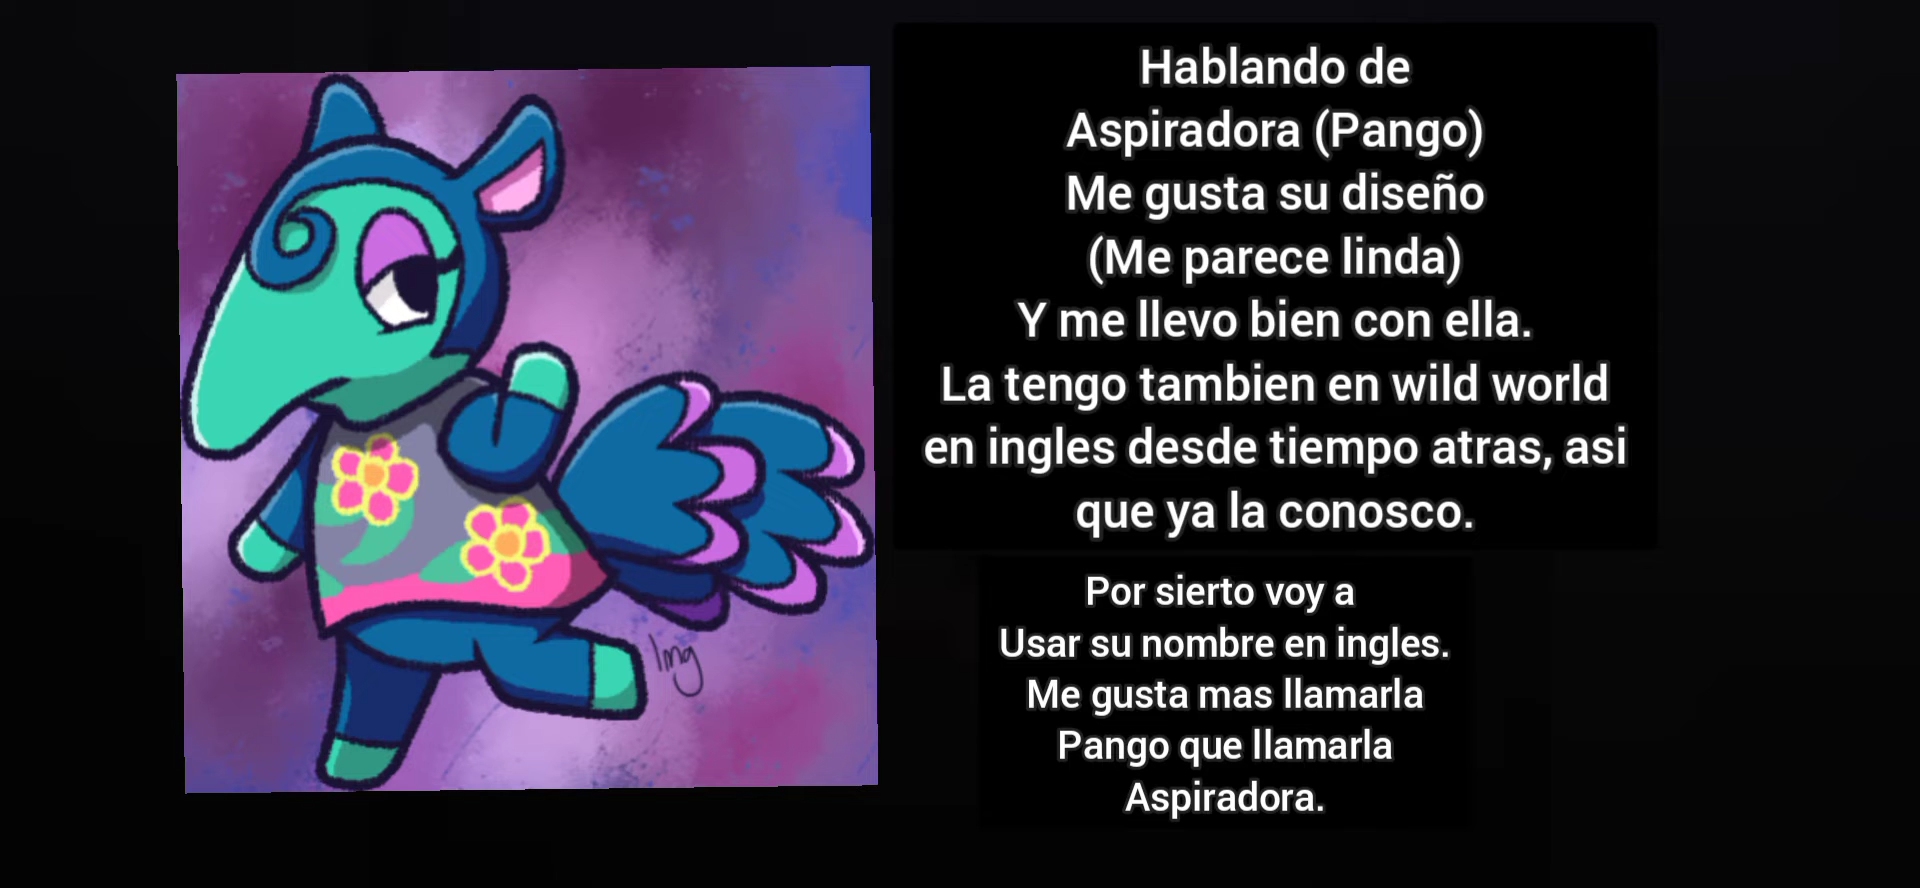 Hablando de
Aspiradora (Pango)
Me gusta su diseño
(Me parece linda)
Y me llevo bien con ella.
La tengo tambien en wild world
en ingles desde tiempo atras, asi
que ya la conosco.
Por sierto voy a
Usar su nombre en ingles.
Me gusta mas llamarla
Pango que llamarla
Aspiradora.